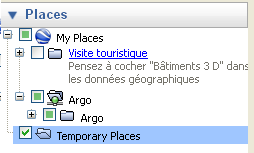 Places
My Places
Visite touristique
Pensez à cocher "Bâtiments 3 D" dans
les données géographiques
Argo
Argo
Temporary Places